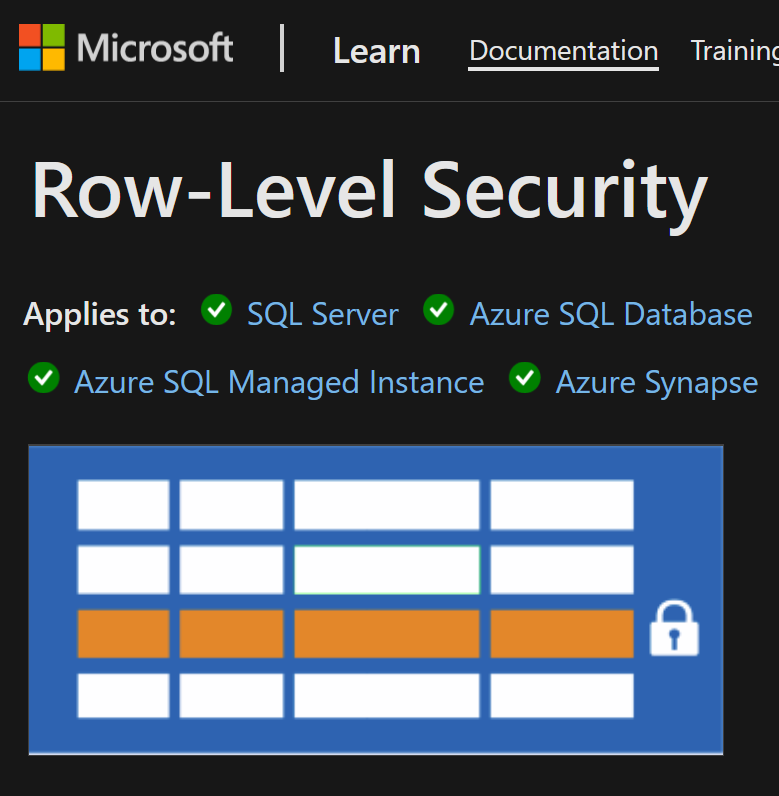 Microsoft | Learn Documentation Training
Row-Level Security
Applies to: SQL Server Azure SQL Database
Azure SQL Managed Instance Azure Synapse